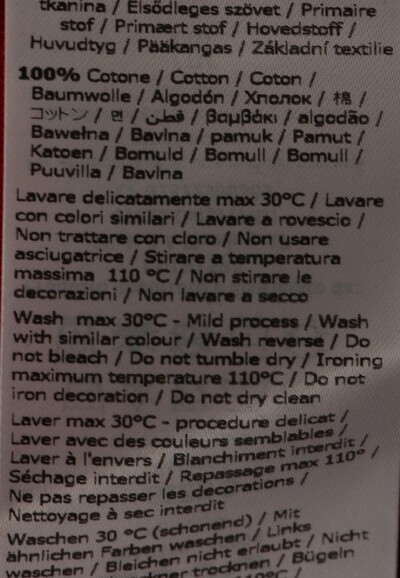 tkanina / Elsődleges szövet / Primaire
stof / Primært stof / Hovedstoff /
Huvudtyg / Pääkangas / Základní textilie
100% Cotone / Cotton / Coton /
Baumwolle / Algodón / Хлопок / 棉 /
コットン / 면 / قطن / βαμβάκι / algodão /
Bawełna / Bavlna / pamuk / Pamut /
Katoen / Bomuld / Bomull / Bomull /
Puuvilla / Bavlna
Lavare delicatamente max 30°C / Lavare
con colori similari / Lavare a rovescio /
Non trattare con cloro / Non usare
asciugatrice / Stirare a temperatura
massima 110 °C / Non stirare le
decorazioni / Non lavare a secco
Wash max 30°C - Mild process / Wash
with similar colour / Wash reverse / Do
not bleach / Do not tumble dry / Ironing
maximum temperature 110°C / Do not
iron decoration / Do not dry clean
Laver max 30°C - procedure delicat /
Laver avec des couleurs semblables /
Laver à l'envers / Blanchiment interdit /
Séchage interdit / Repassage max 110° /
Ne pas repasser les decorations /
Nettoyage à sec interdit
Waschen 30 °C (schonend) / Mit
ähnlichen Farben waschen / Links
waschen / Bleichen nicht erlaubt / Nicht
trocknen / Bügeln
110°C /